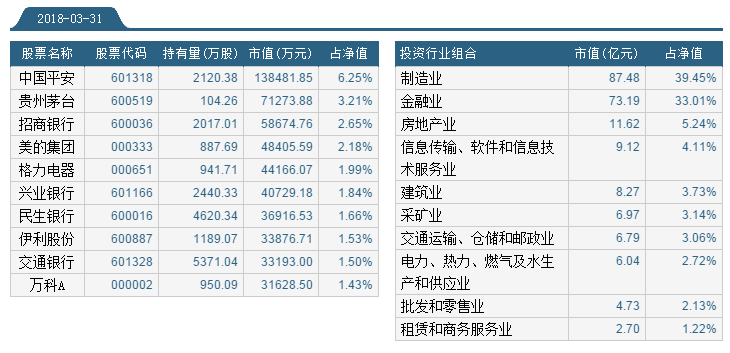 2018-03-31
股票名称 股票代码 持有量(万股) 市值(万元) 占净值
中国平安 601318 2120.38 138481.85 6.25%
贵州茅台 600519 104.26 71273.88 3.21%
招商银行 600036 2017.01 58674.76 2.65%
美的集团 000333 887.69 48405.59 2.18%
格力电器 000651 941.71 44166.07 1.99%
兴业银行 601166 2440.33 40729.18 1.84%
民生银行 600016 4620.34 36916.53 1.66%
伊利股份 600887 1189.07 33876.71 1.53%
交通银行 601328 5371.04 33193.00 1.50%
万科A 000002 950.09 31628.50 1.43%
投资行业组合 市值(亿元) 占净值
制造业 87.48 39.45%
金融业 73.19 33.01%
房地产业 11.62 5.24%
信息传输、软件和信息技 9.12 4.11%
术服务业
建筑业 8.27 3.73%
采矿业 6.97 3.14%
交通运输、仓储和邮政业 6.79 3.06%
电力、热力、燃气及水生 6.04 2.72%
产和供应业
批发和零售业 4.73 2.13%
租赁和商务服务业 2.70 1.22%